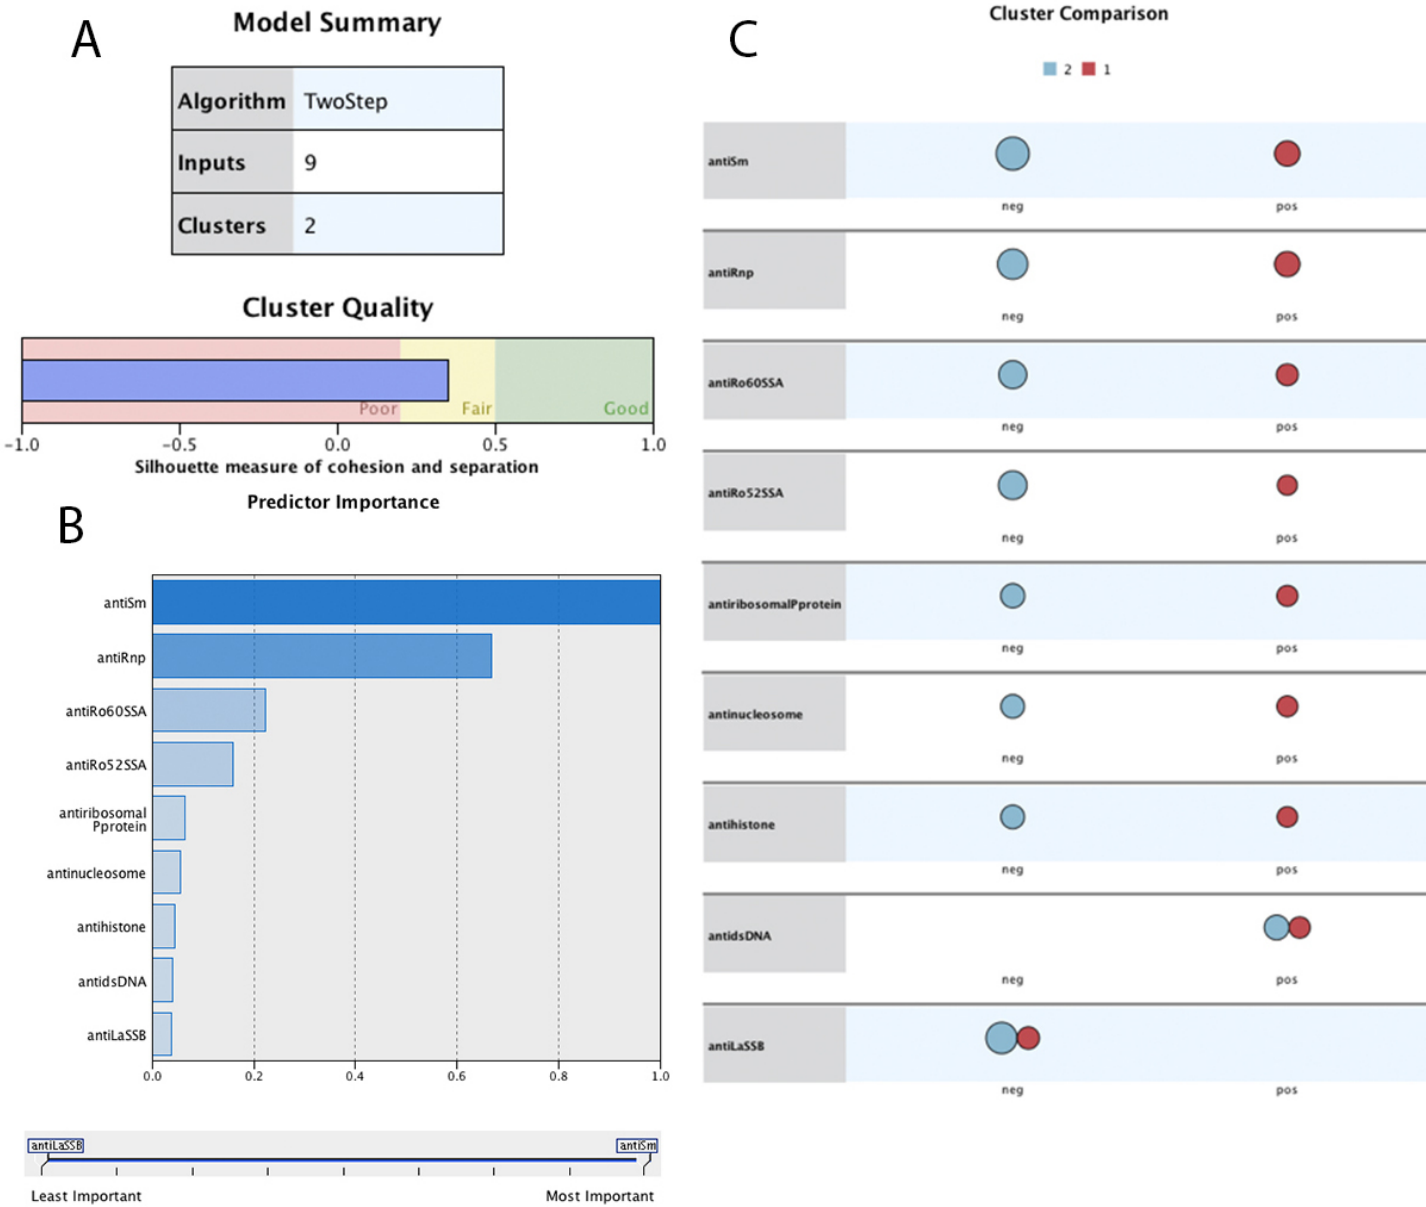 A
Model Summary
Algorithm TwoStep
Inputs 9
Clusters 2
Cluster Quality
Poor Fair Good
-1.0 -0.5 0.0 0.5 1.0
Silhouette measure of cohesion and separation
B
Predictor Importance
antiSm
antiRnp
antiRo60SSA
antiRo52SSA
antiribosomal
Pprotein
antinucleosome
antihistone
antidsDNA
antiLaSSB
0.0 0.2 0.4 0.6 0.8 1.0
antiLaSSB antiSm
Least Important Most Important
C
Cluster Comparison
2 1
antiSm
neg pos
antiRnp
neg pos
antiRo60SSA
neg pos
antiRo52SSA
neg pos
antiribosomalPprotein
neg pos
antinucleosome
neg pos
antihistone
neg pos
antidsDNA
neg pos
antiLaSSB
neg pos